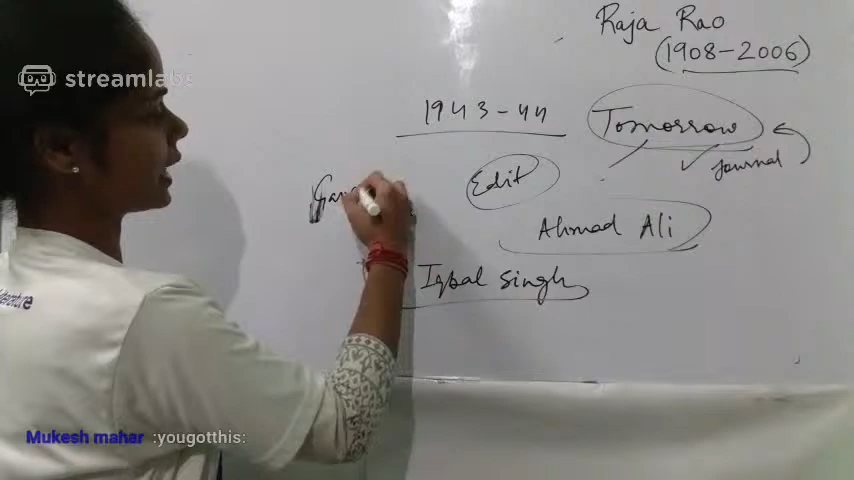 Raja Rao
(1908-2006)
streamlabs
1943-44
Tomorrow
Journal
Edit
Ahmad Ali
Iqbal Singh
Mukesh mahar :yougotthis: